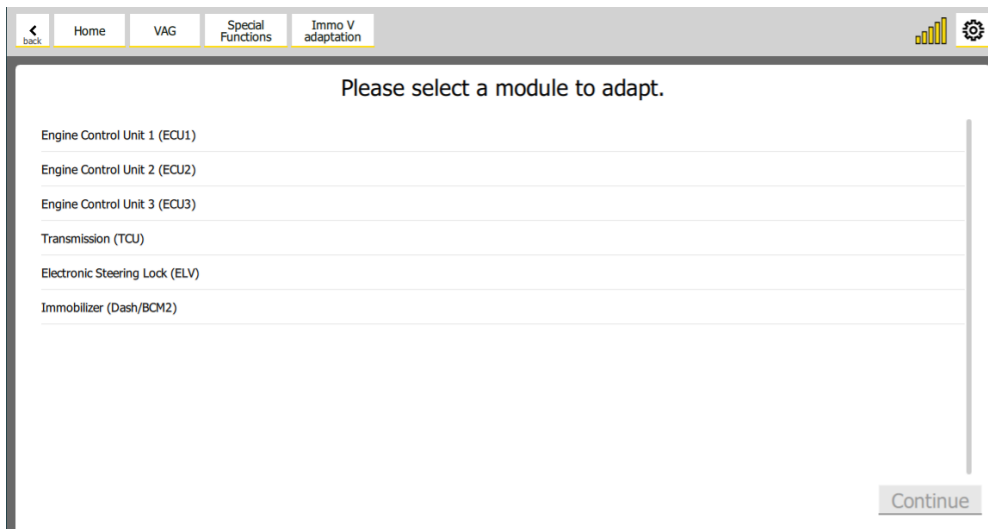 back
Home
VAG
Special
Functions
Immo V
adaptation
Please select a module to adapt.
Engine Control Unit 1 (ECU1)
Engine Control Unit 2 (ECU2)
Engine Control Unit 3 (ECU3)
Transmission (TCU)
Electronic Steering Lock (ELV)
Immobilizer (Dash/BCM2)
Continue